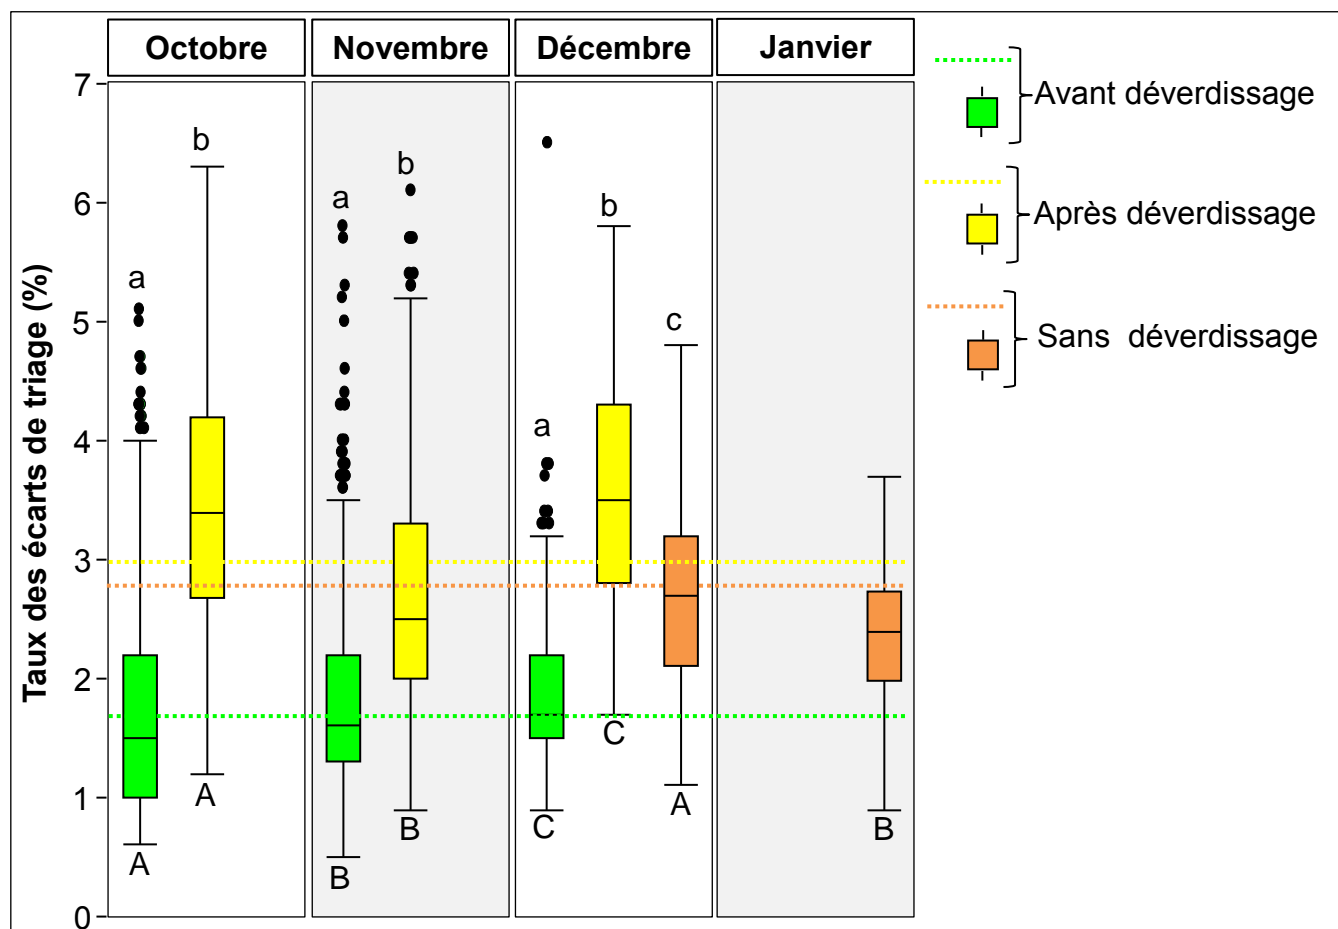 Octobre Novembre Décembre Janvier
Taux des écarts de triage (%)
7
6
5
4
3
2
1
0
a b a b a b c
A A B B C C A B
Avant déverdissage
Après déverdissage
Sans déverdissage